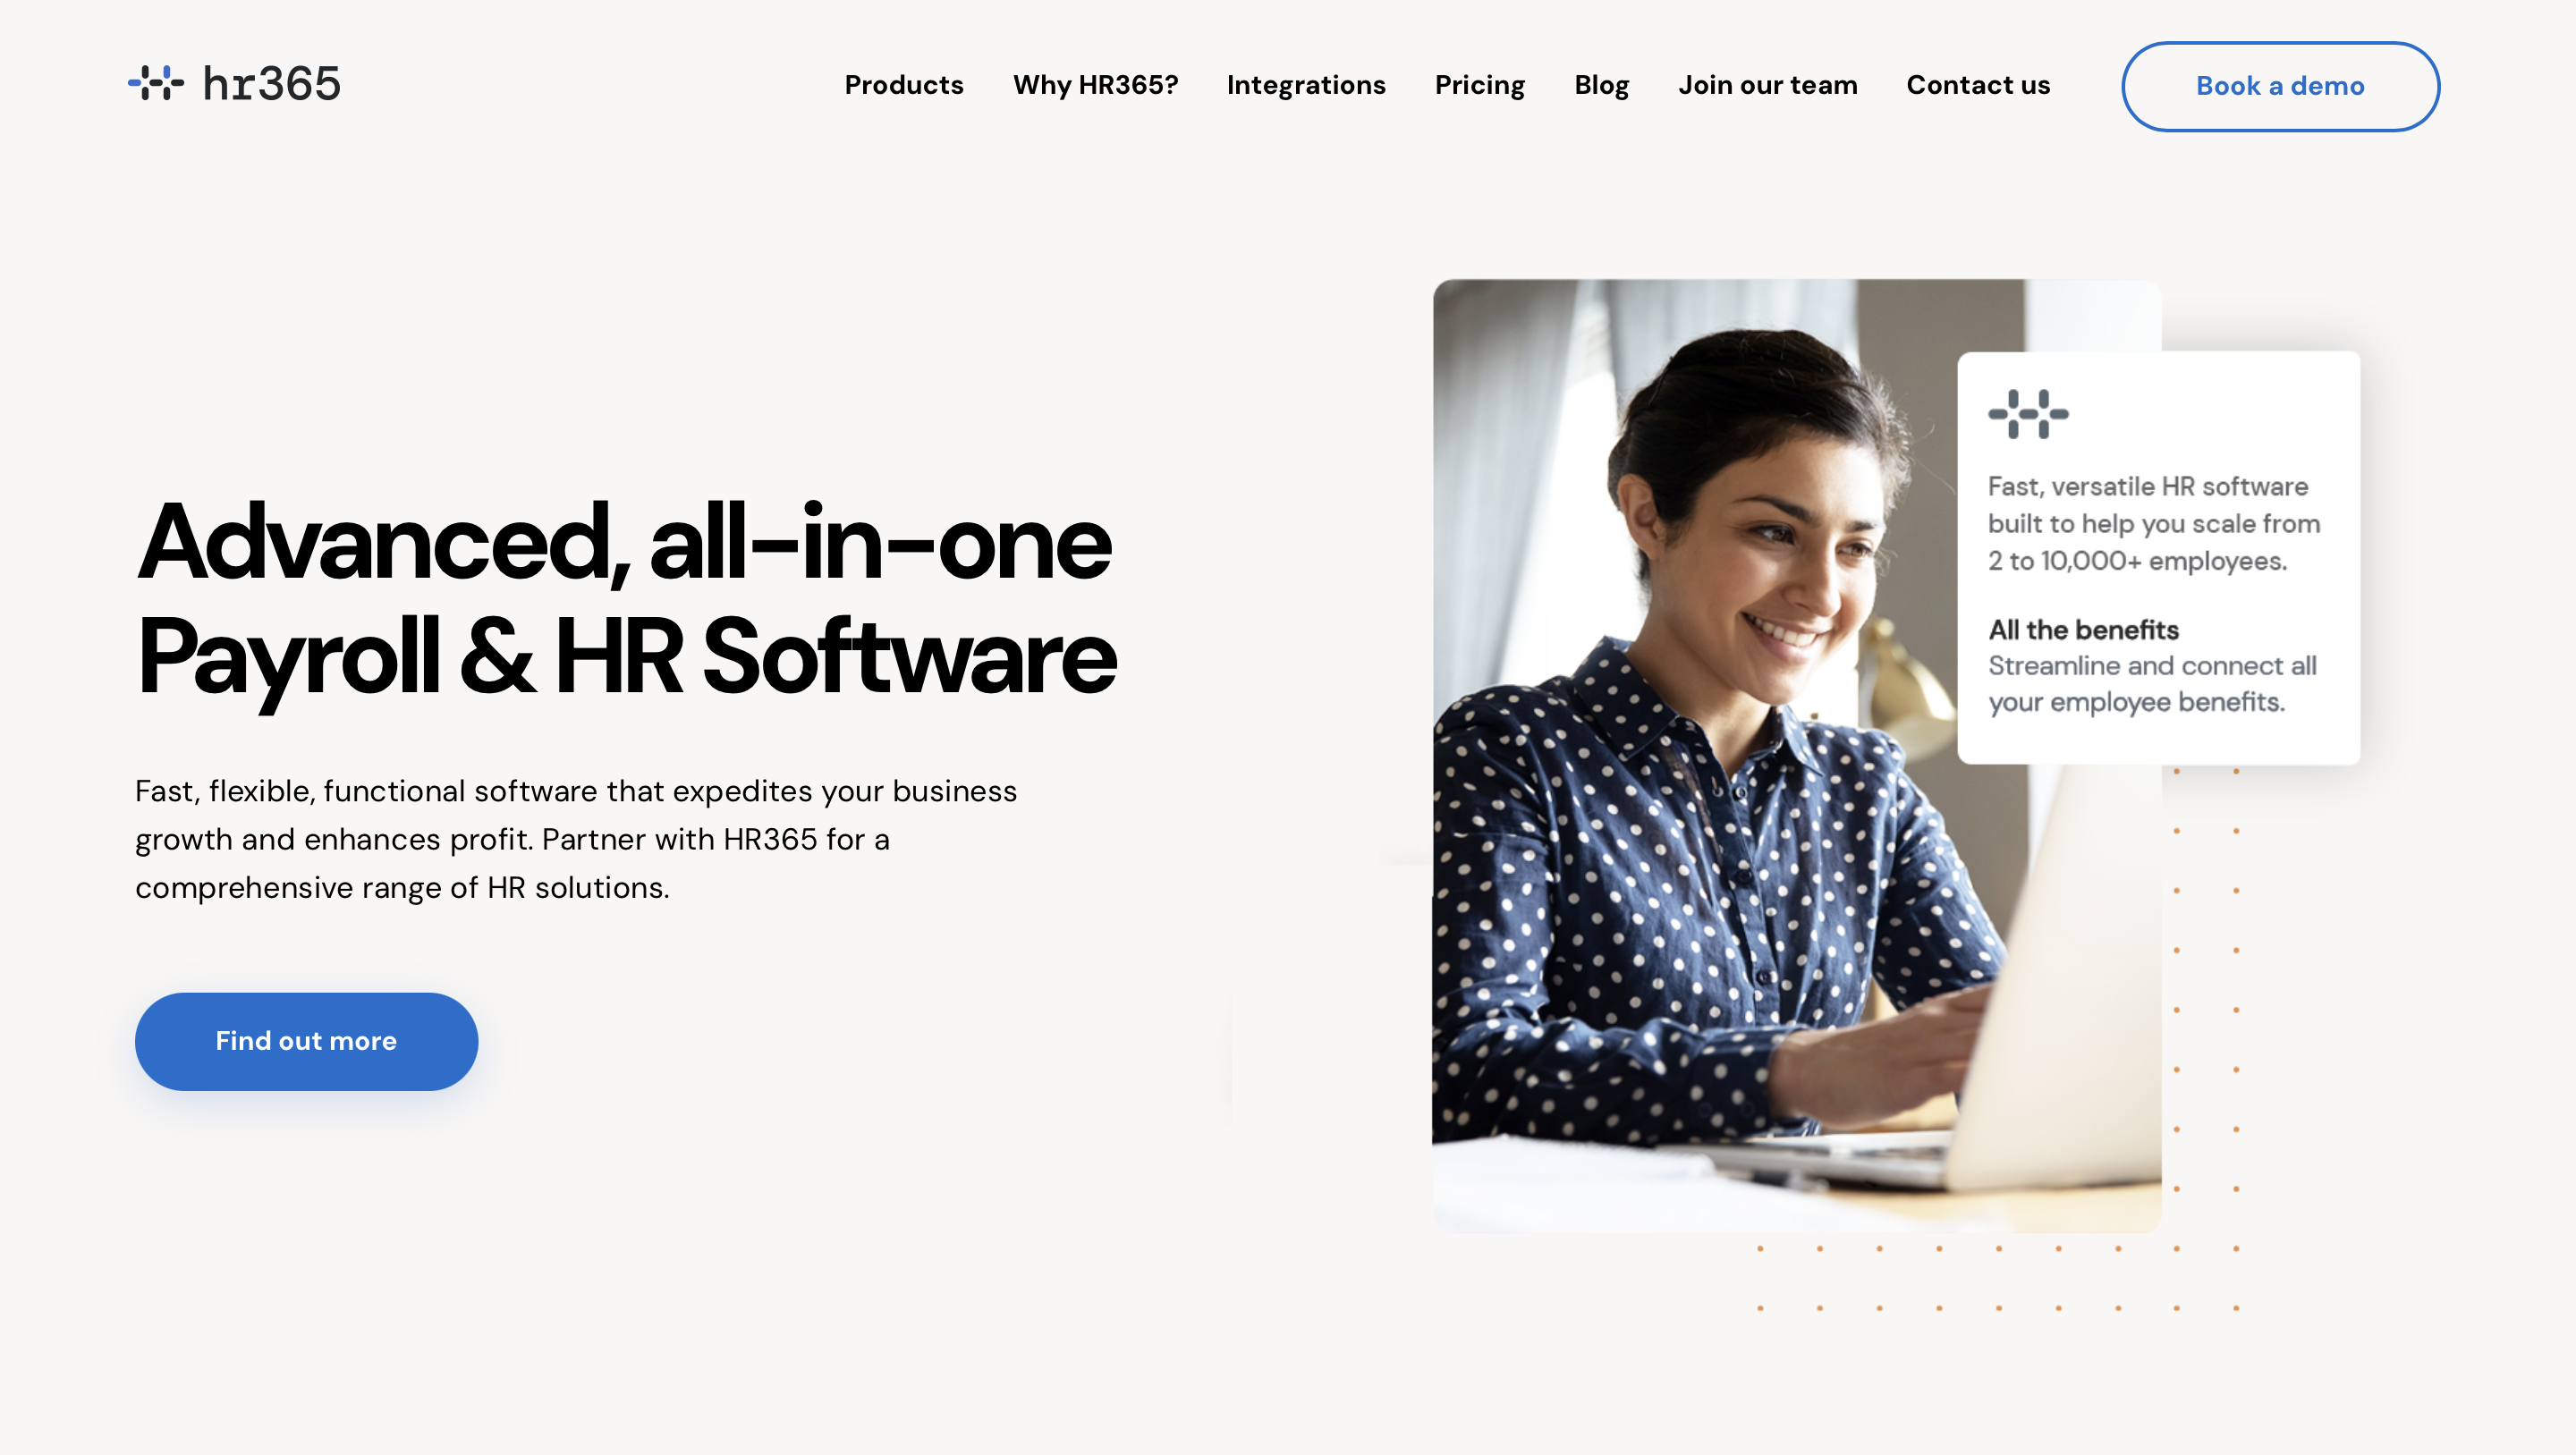 hr365
Products
Why HR365?
Integrations
Pricing
Blog
Join our team
Contact us
Book a demo
Advanced, all-in-one
Payroll & HR Software
Fast, flexible, functional software that expedites your business
growth and enhances profit. Partner with HR365 for a
comprehensive range of HR solutions.
Find out more
Fast, versatile HR software
built to help you scale from
2 to 10,000+ employees.
All the benefits
Streamline and connect all
your employee benefits.